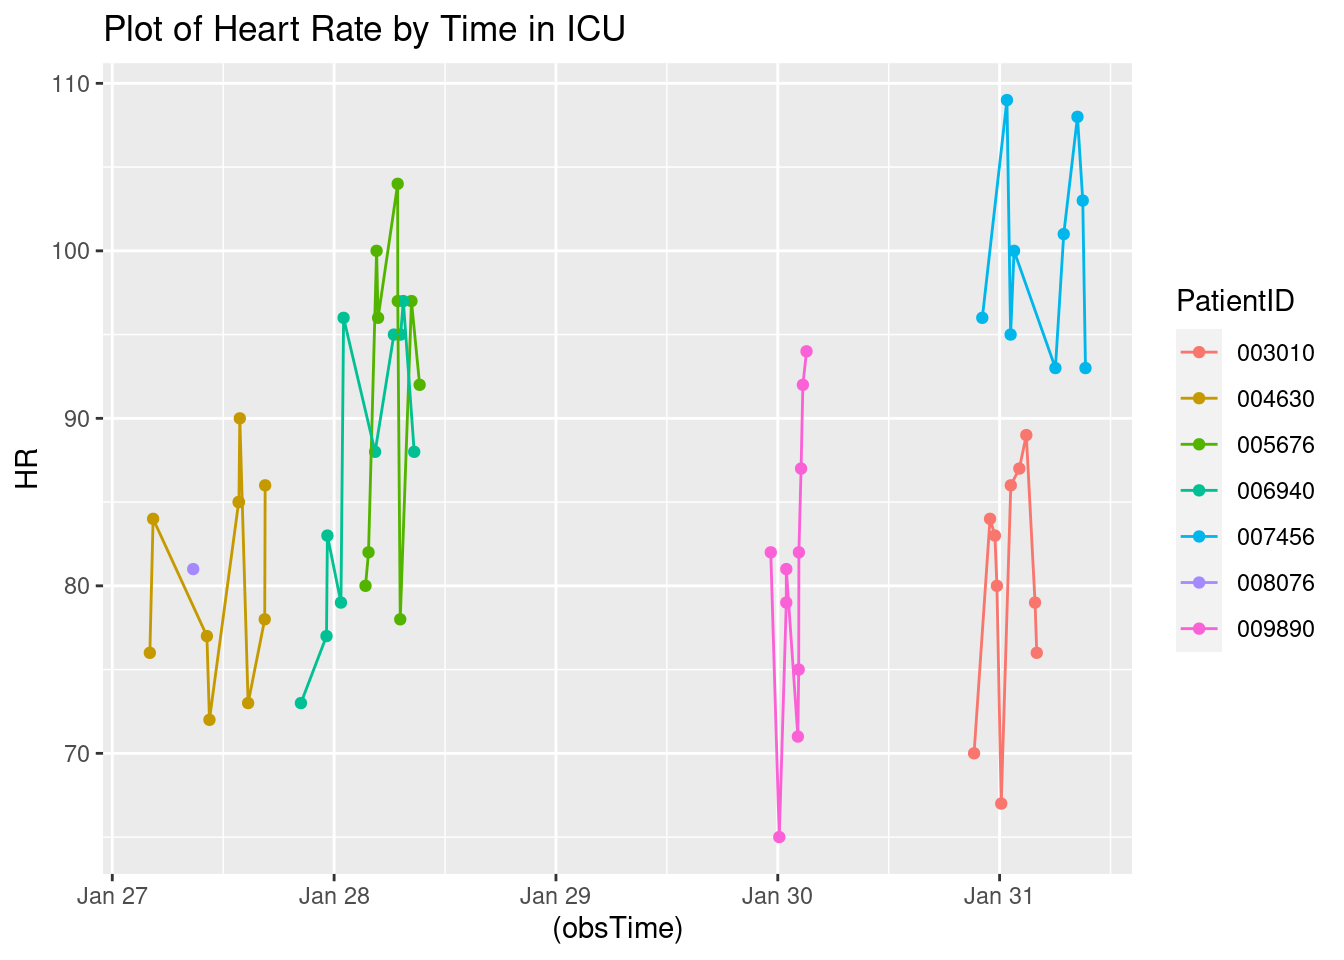 Plot of Heart Rate by Time in ICU
110
100
90
80
70
HR
Jan 27
Jan 28
Jan 29
Jan 30
Jan 31
(obsTime)
PatientID
003010
004630
005676
006940
007456
008076
009890